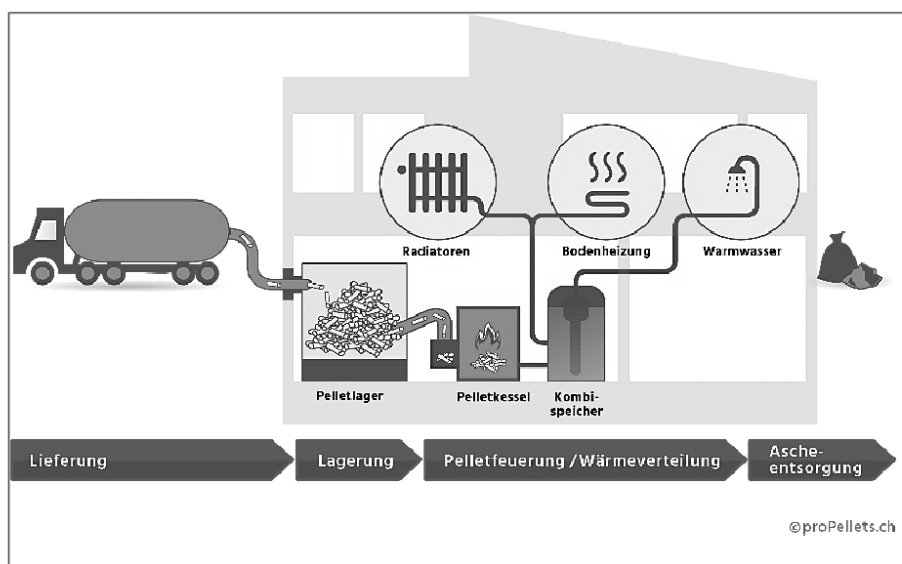 Radiatoren
Bodenheizung
Warmwasser
Pelletlager
Pelletkessel
Kombi-
speicher
Lieferung
Lagerung
Pelletfeuerung / Wärmeverteilung
Asche-
entsorgung
©proPellets.ch